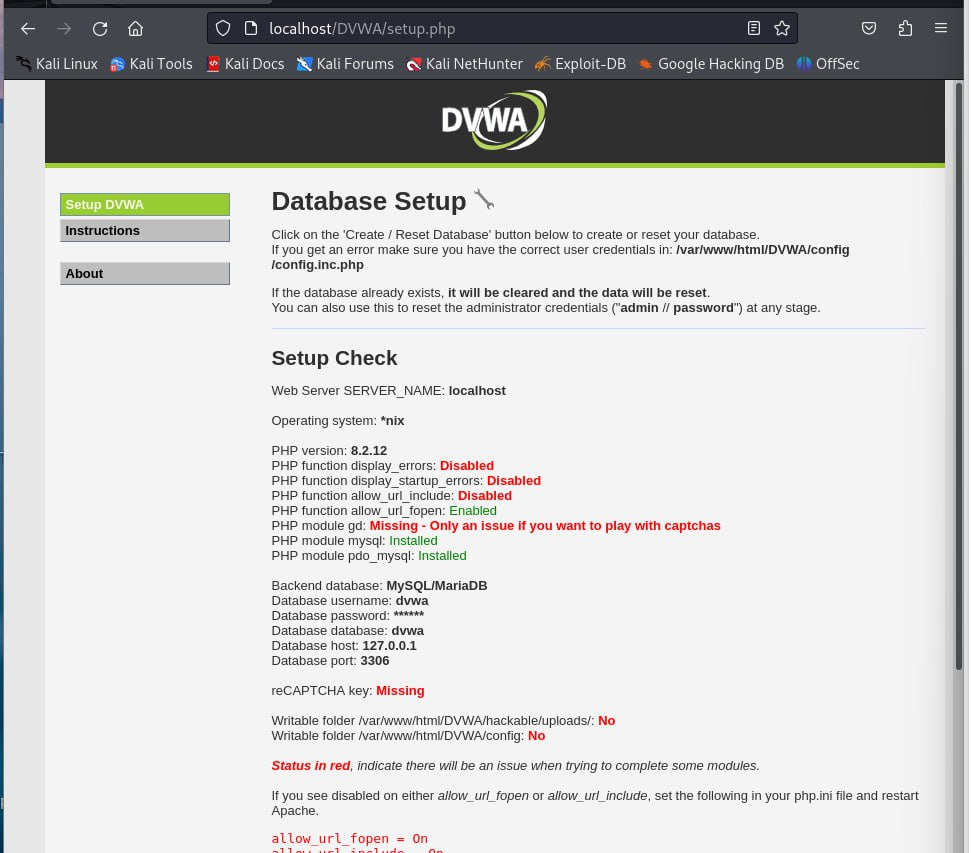 localhost/DVWA/setup.php
Kali Linux Kali Tools Kali Docs Kali Forums Kali NetHunter Exploit-DB Google Hacking DB OffSec
DVWA
Setup DVWA
Instructions
About
Database Setup
Click on the 'Create / Reset Database' button below to create or reset your database.
If you get an error make sure you have the correct user credentials in: /var/www/html/DVWA/config
/config.inc.php
If the database already exists, it will be cleared and the data will be reset.
You can also use this to reset the administrator credentials ("admin // password") at any stage.
Setup Check
Web Server SERVER_NAME: localhost
Operating system: *nix
PHP version: 8.2.12
PHP function display_errors: Disabled
PHP function display_startup_errors: Disabled
PHP function allow_url_include: Disabled
PHP function allow_url_fopen: Enabled
PHP module gd: Missing - Only an issue if you want to play with captchas
PHP module mysql: Installed
PHP module pdo_mysql: Installed
Backend database: MySQL/MariaDB
Database username: dvwa
Database password: ******
Database database: dvwa
Database host: 127.0.0.1
Database port: 3306
reCAPTCHA key: Missing
Writable folder /var/www/html/DVWA/hackable/uploads/: No
Writable folder /var/www/html/DVWA/config: No
Status in red, indicate there will be an issue when trying to complete some modules.
If you see disabled on either allow_url_fopen or allow_url_include, set the following in your php.ini file and restart
Apache.
allow_url_fopen = On
allow_url_include = On